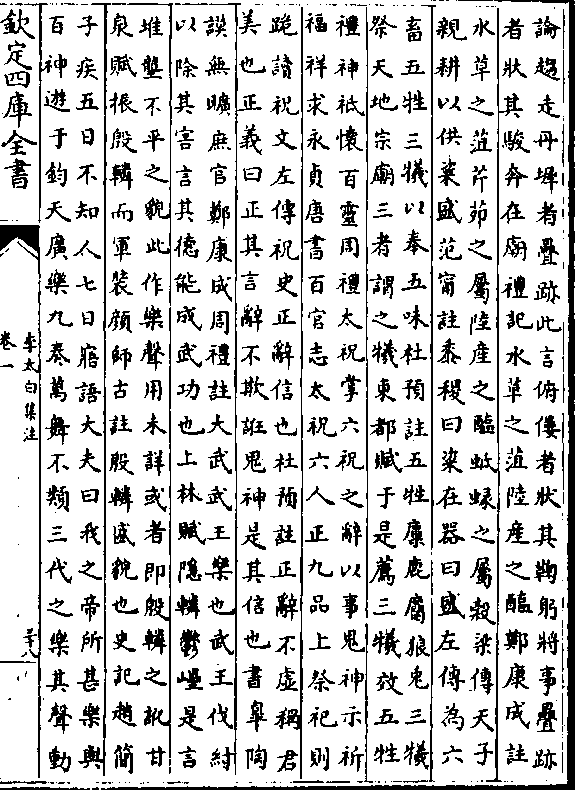 論趨走丹墀者疊跡此言俯僂者狀其鞠躬將事疊跡
者狀其駿奔在廟禮記水草之菹陸産之醢鄭康成註
水草之菹芹茆之屬陸産之醢蚳蝝之屬榖梁傳天子
親耕以供粢盛范甯註黍稷曰粢在器曰盛左傳為六
畜五牲三犧以奉五味杜預註五牲麋鹿麏狼兎三犧
祭天地宗廟三者謂之犧東都賦于是薦三犧效五牲
禮神祇懷百靈周禮太祝掌六祝之辭以事鬼神示祈
福祥求永貞唐書百官志太祝六人正九品上祭祀則
跪讀祝文左傳祝史正辭信也杜預註正辭不虛稱君
美也正義曰正其言辭不欺誑鬼神是其信也書臯陶
謨無曠庶官鄭康成周禮註大武武王樂也武王伐紂
以除其害言其德能成武功也上林賦隱轔鬱㠥是言
堆壟不平之貌此作樂聲用未詳或者即殷轔之訛甘
泉賦振殷轔而軍裝顔師古註殷轔盛貌也史記趙簡
子疾五日不知人七日寤語大夫曰我之帝所甚樂與
百神遊于鈞天廣樂九奏萬舞不類三代之樂其聲動
欽定四庫全書
李太白集注
卷一
三十八